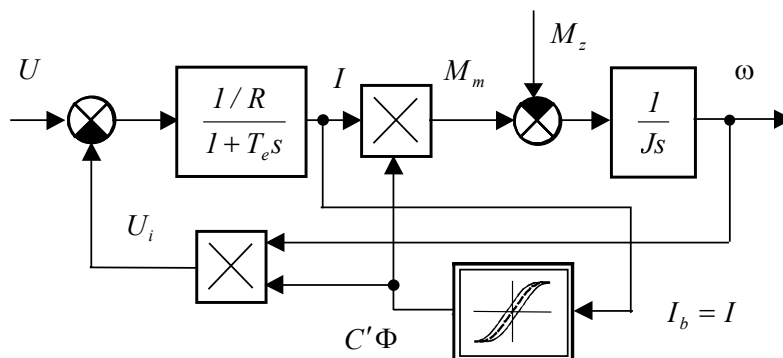 U
1 / R
1 + T_e s
I
M_m
M_z
1
Js
ω
U_i
C′Φ
I_b = I